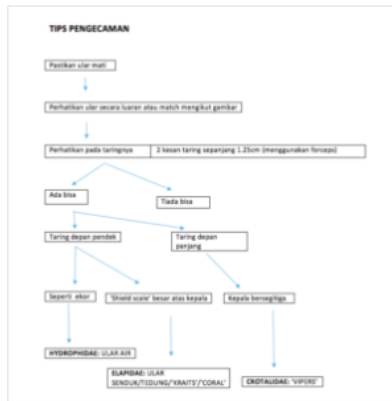 TIPS PENGECAMAN
Pastikan ular mati
Perhatikan ular secara luaran atau match mengikut gambar
Perhatikan pada taringnya
2 kesan taring sepanjang 1.25cm (menggunakan forceps)
Ada bisa
Tiada bisa
Taring depan pendek
Taring depan
panjang
Seperti ekor
'Shield scale' besar atas kepala
Kepala bersegitiga
HYDROPHIDAE: ULAR AIR
ELAPIDAE: ULAR
SENDUK/TEDUNG/'KRAITS'/'CORAL'
CROTALIDAE: 'VIPERS'